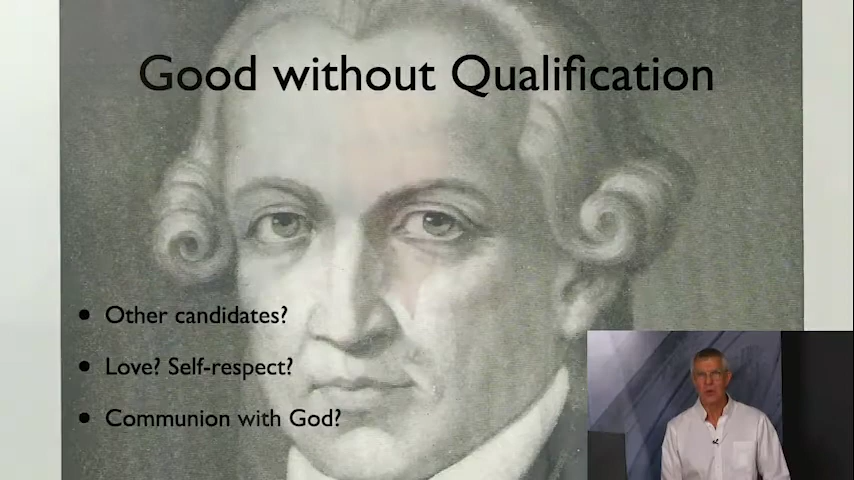 Good without Qualification
• Other candidates?
• Love? Self-respect?
• Communion with God?